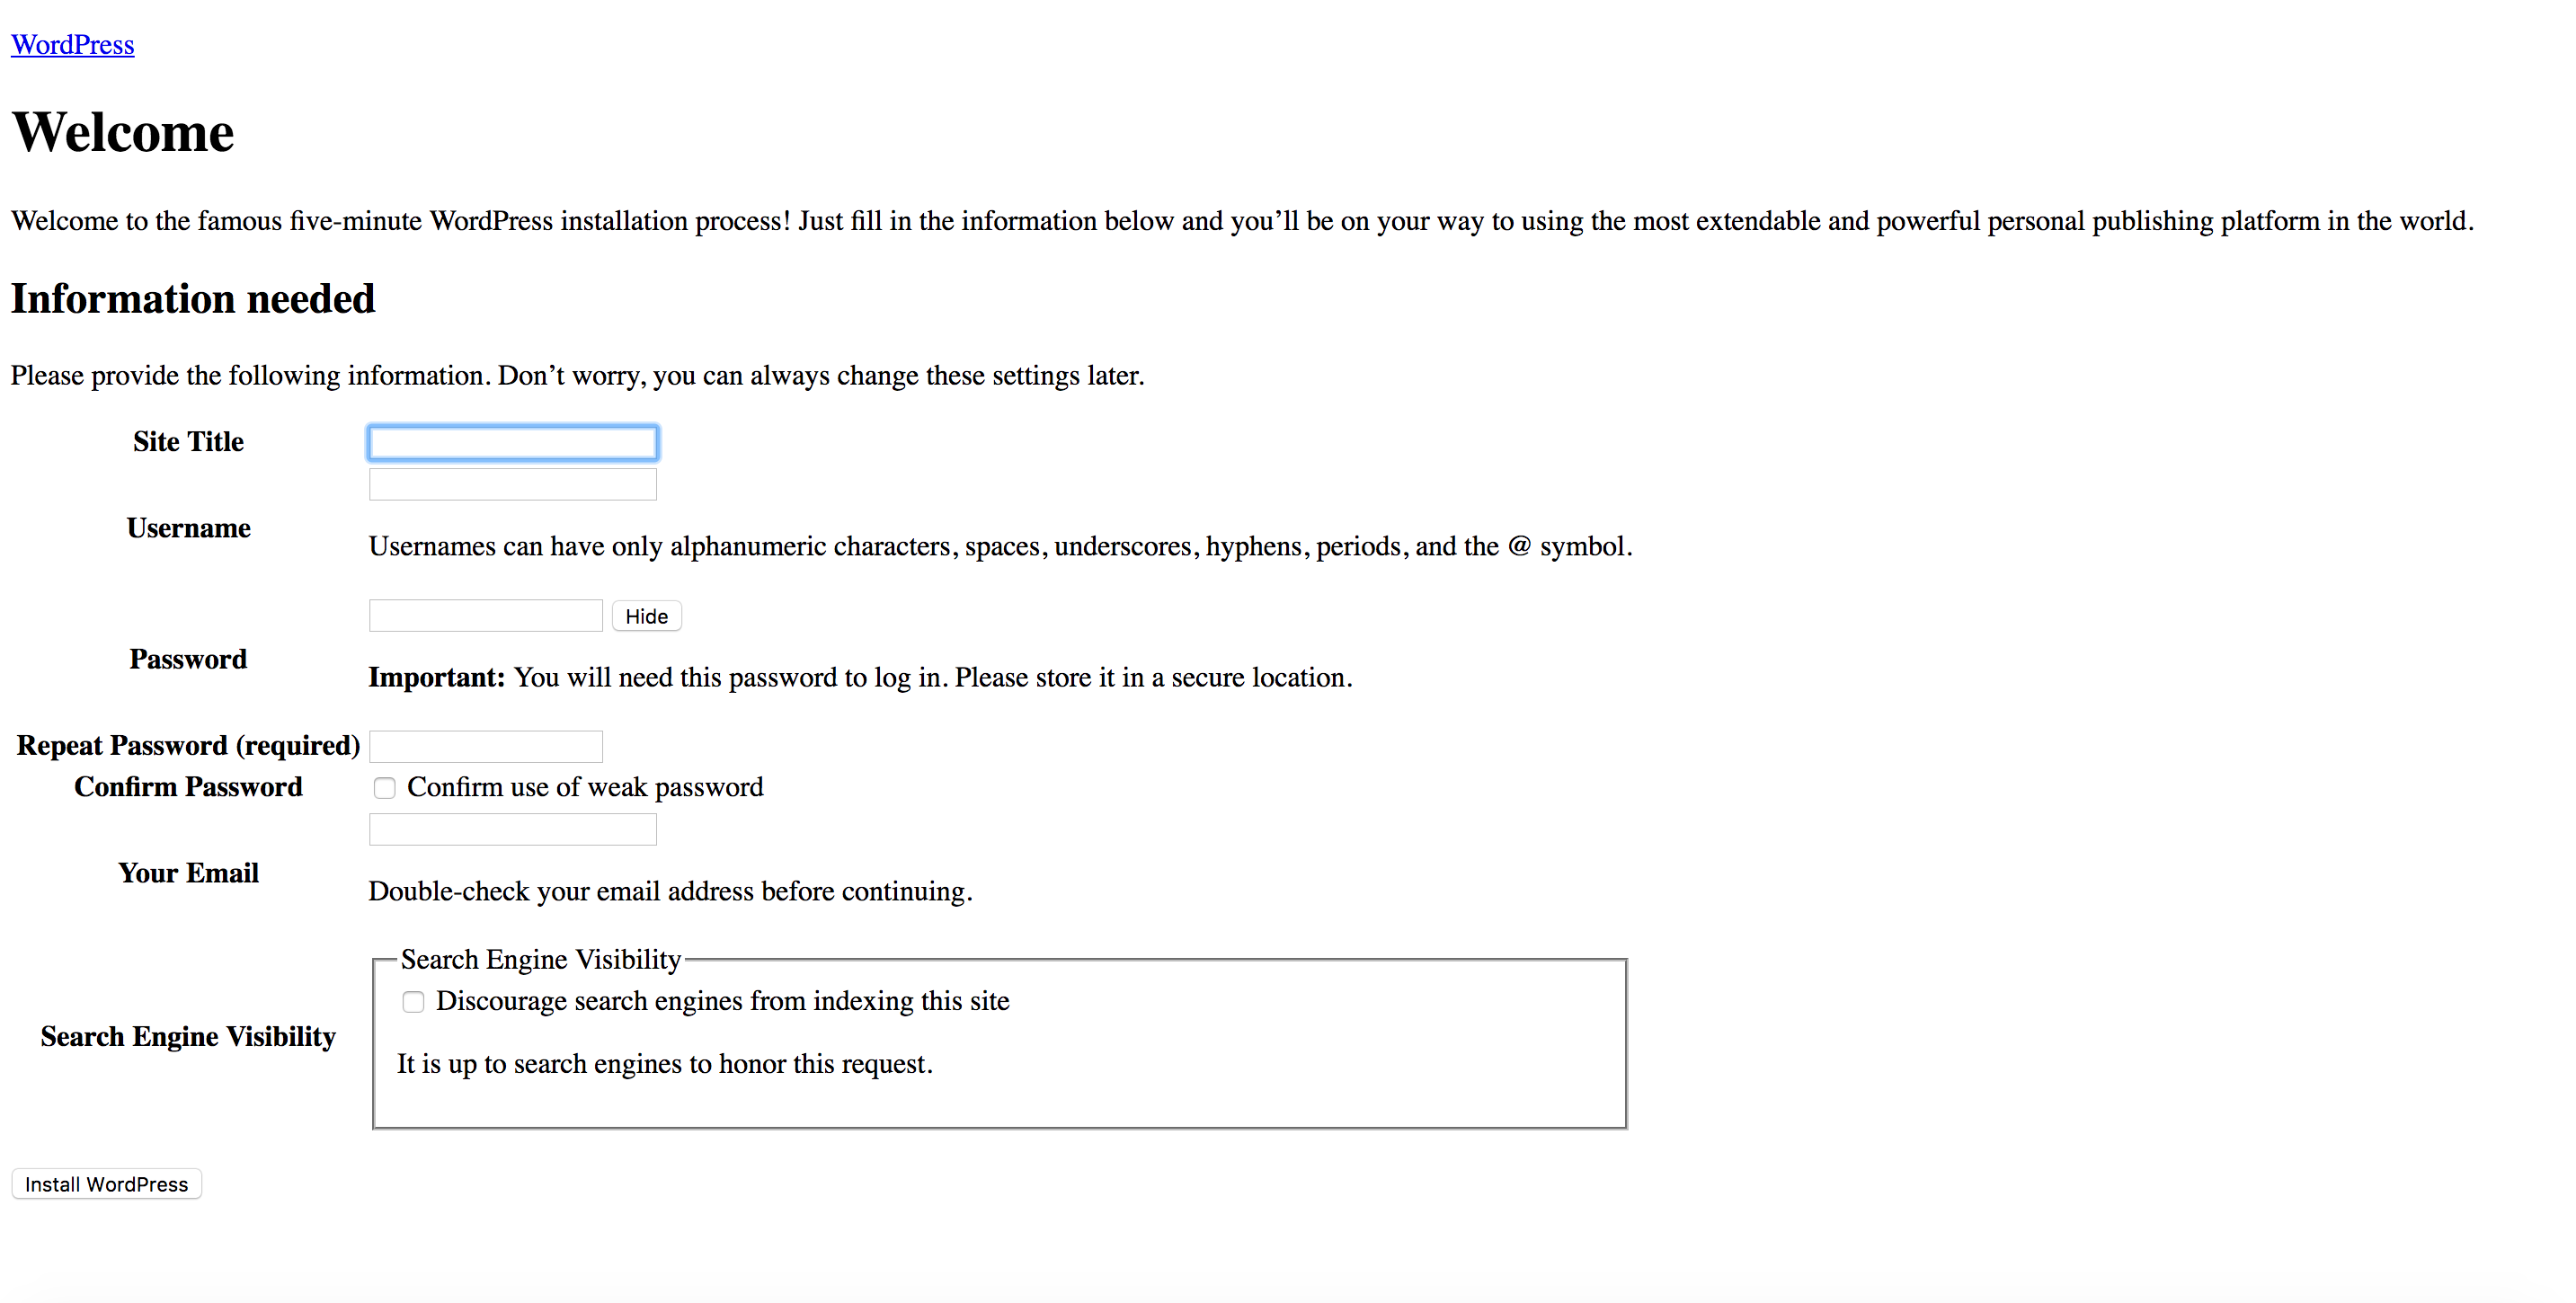 WordPress
Welcome
Welcome to the famous five-minute WordPress installation process! Just fill in the information below and you’ll be on your way to using the most extendable and powerful personal publishing platform in the world.
Information needed
Please provide the following information. Don’t worry, you can always change these settings later.
Site Title
Username
Usernames can have only alphanumeric characters, spaces, underscores, hyphens, periods, and the @ symbol.
Hide
Password
Important: You will need this password to log in. Please store it in a secure location.
Repeat Password (required)
Confirm Password Confirm use of weak password
Your Email
Double-check your email address before continuing.
Search Engine Visibility
Discourage search engines from indexing this site
Search Engine Visibility
It is up to search engines to honor this request.
Install WordPress